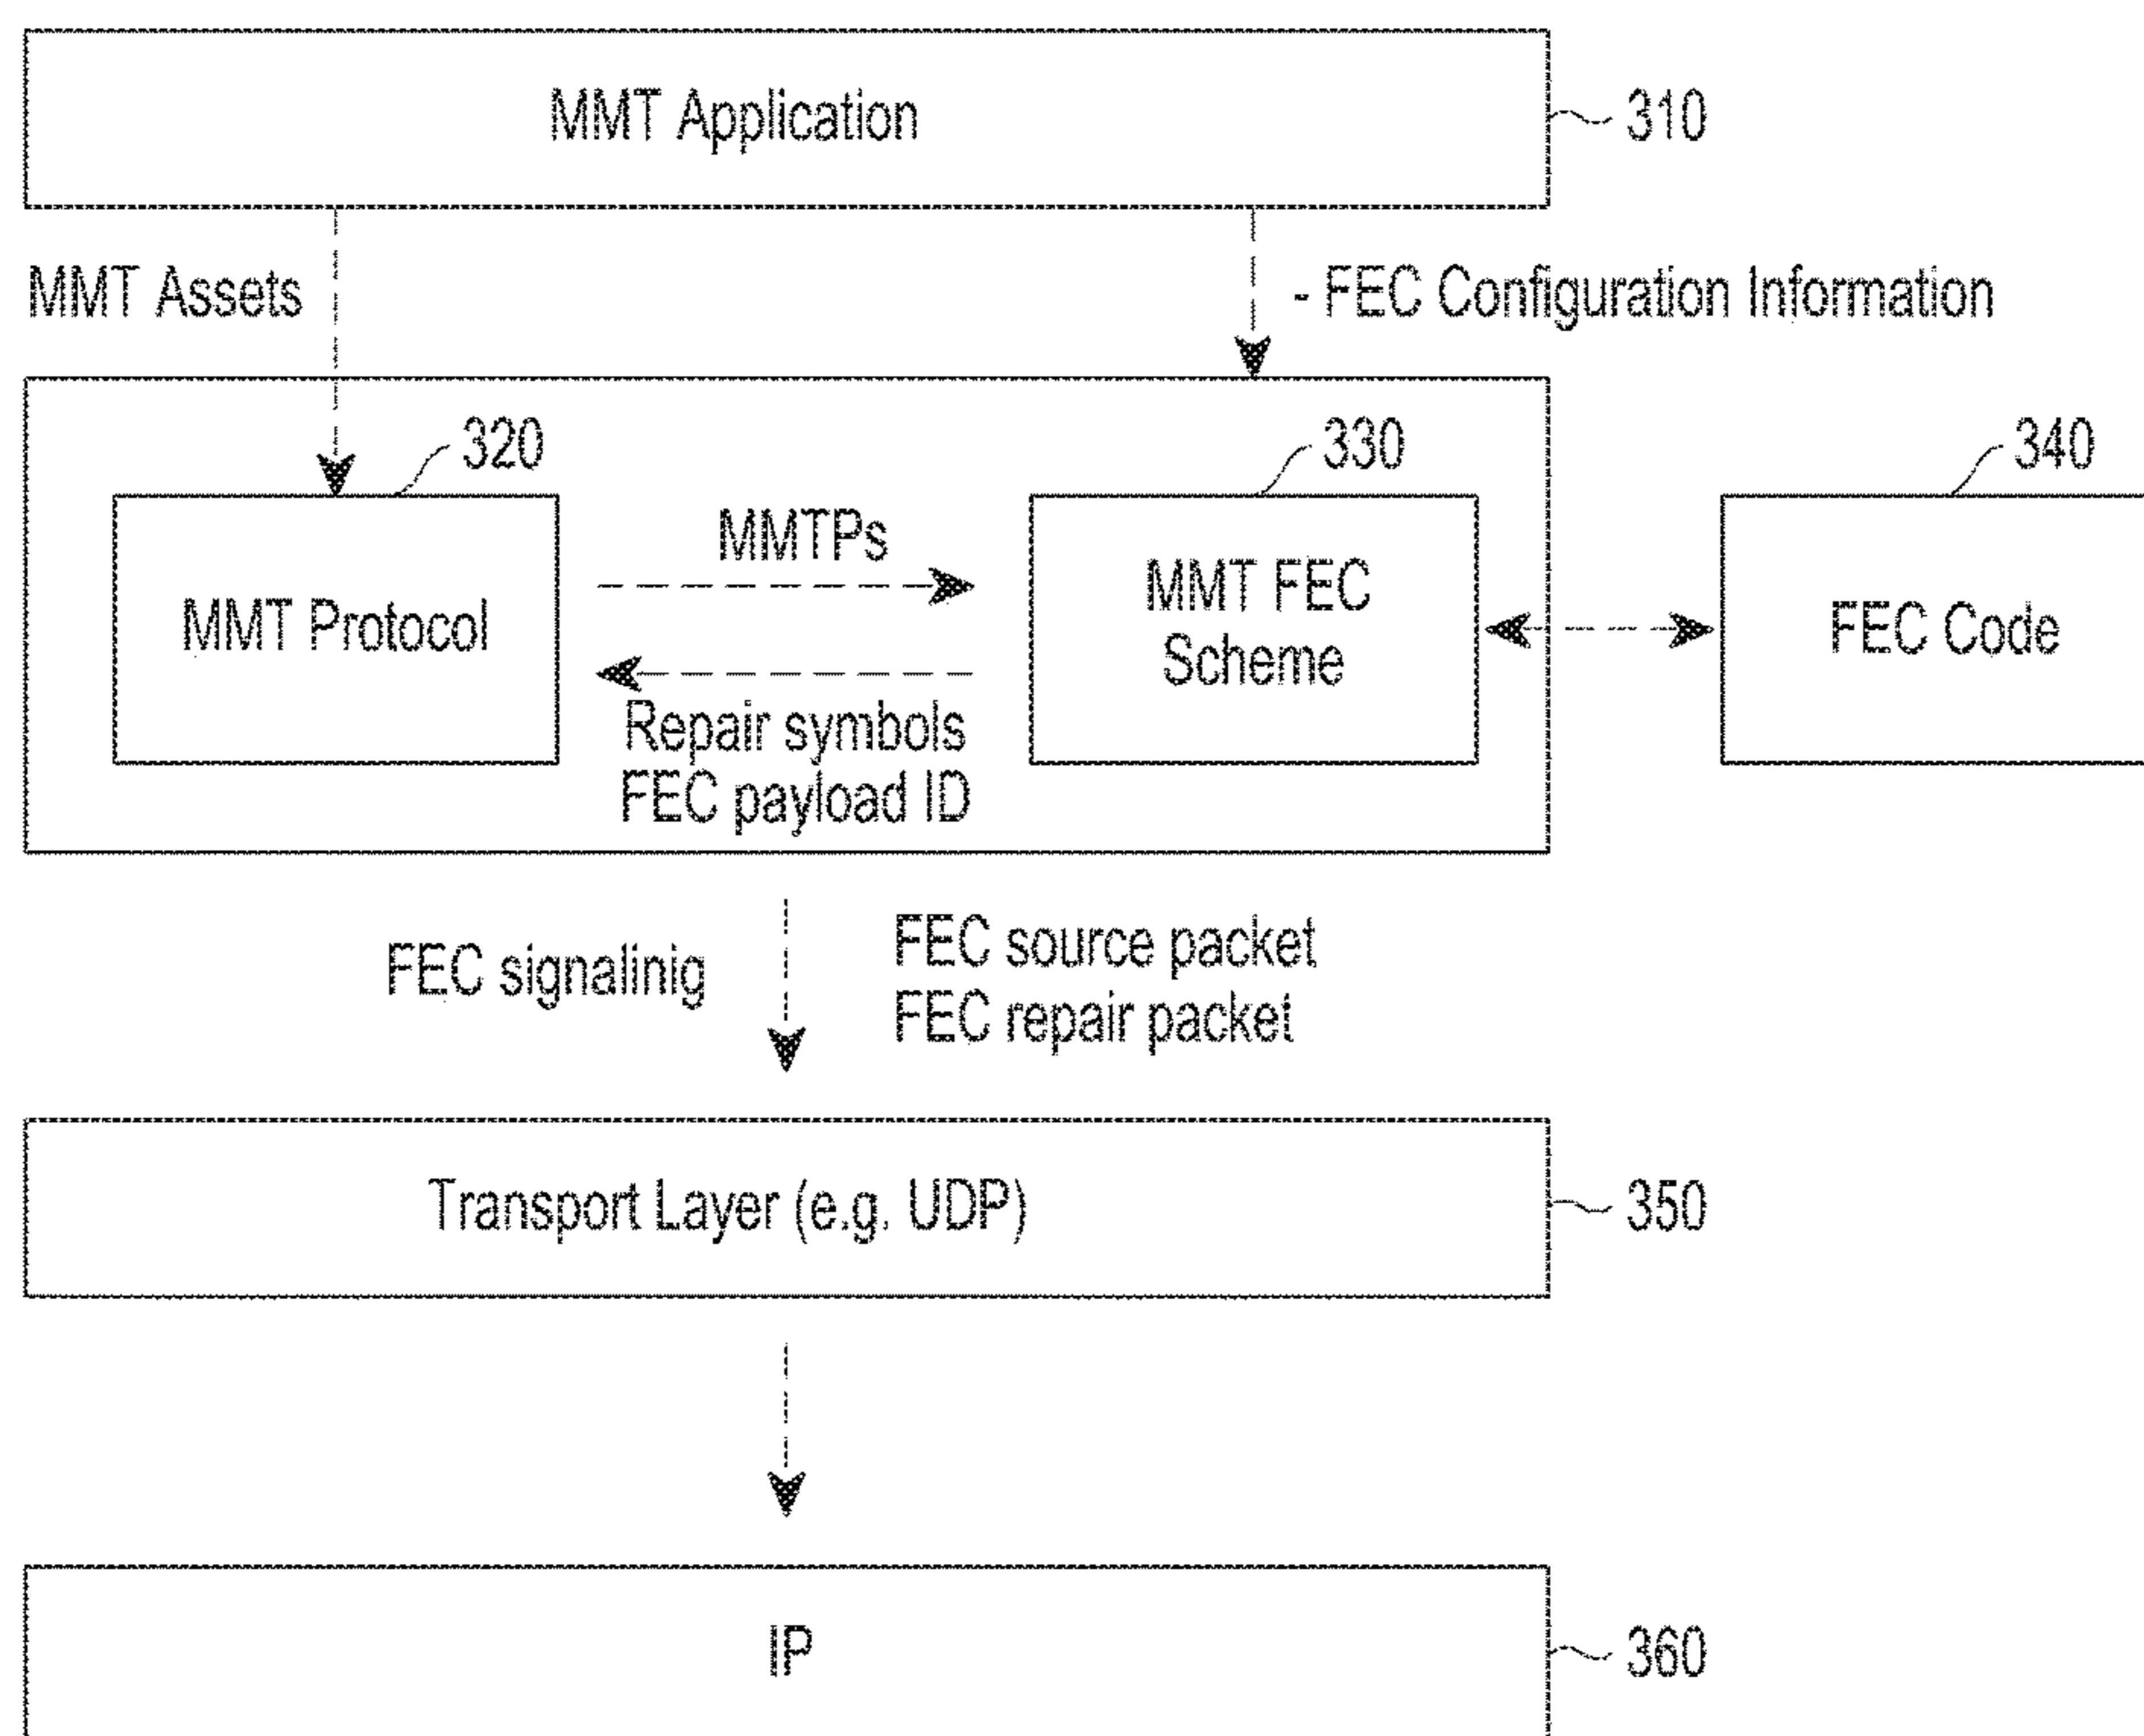 MMT Application
310
MMT Assets
- FEC Configuration Information
320
330
340
MMTPs
MMT Protocol
MMT FEC
Scheme
FEC Code
Repair symbols
FEC payload ID
FEC signalinig
FEC source packet
FEC repair packet
Transport Layer (e.g. UDP)
350
IP
360